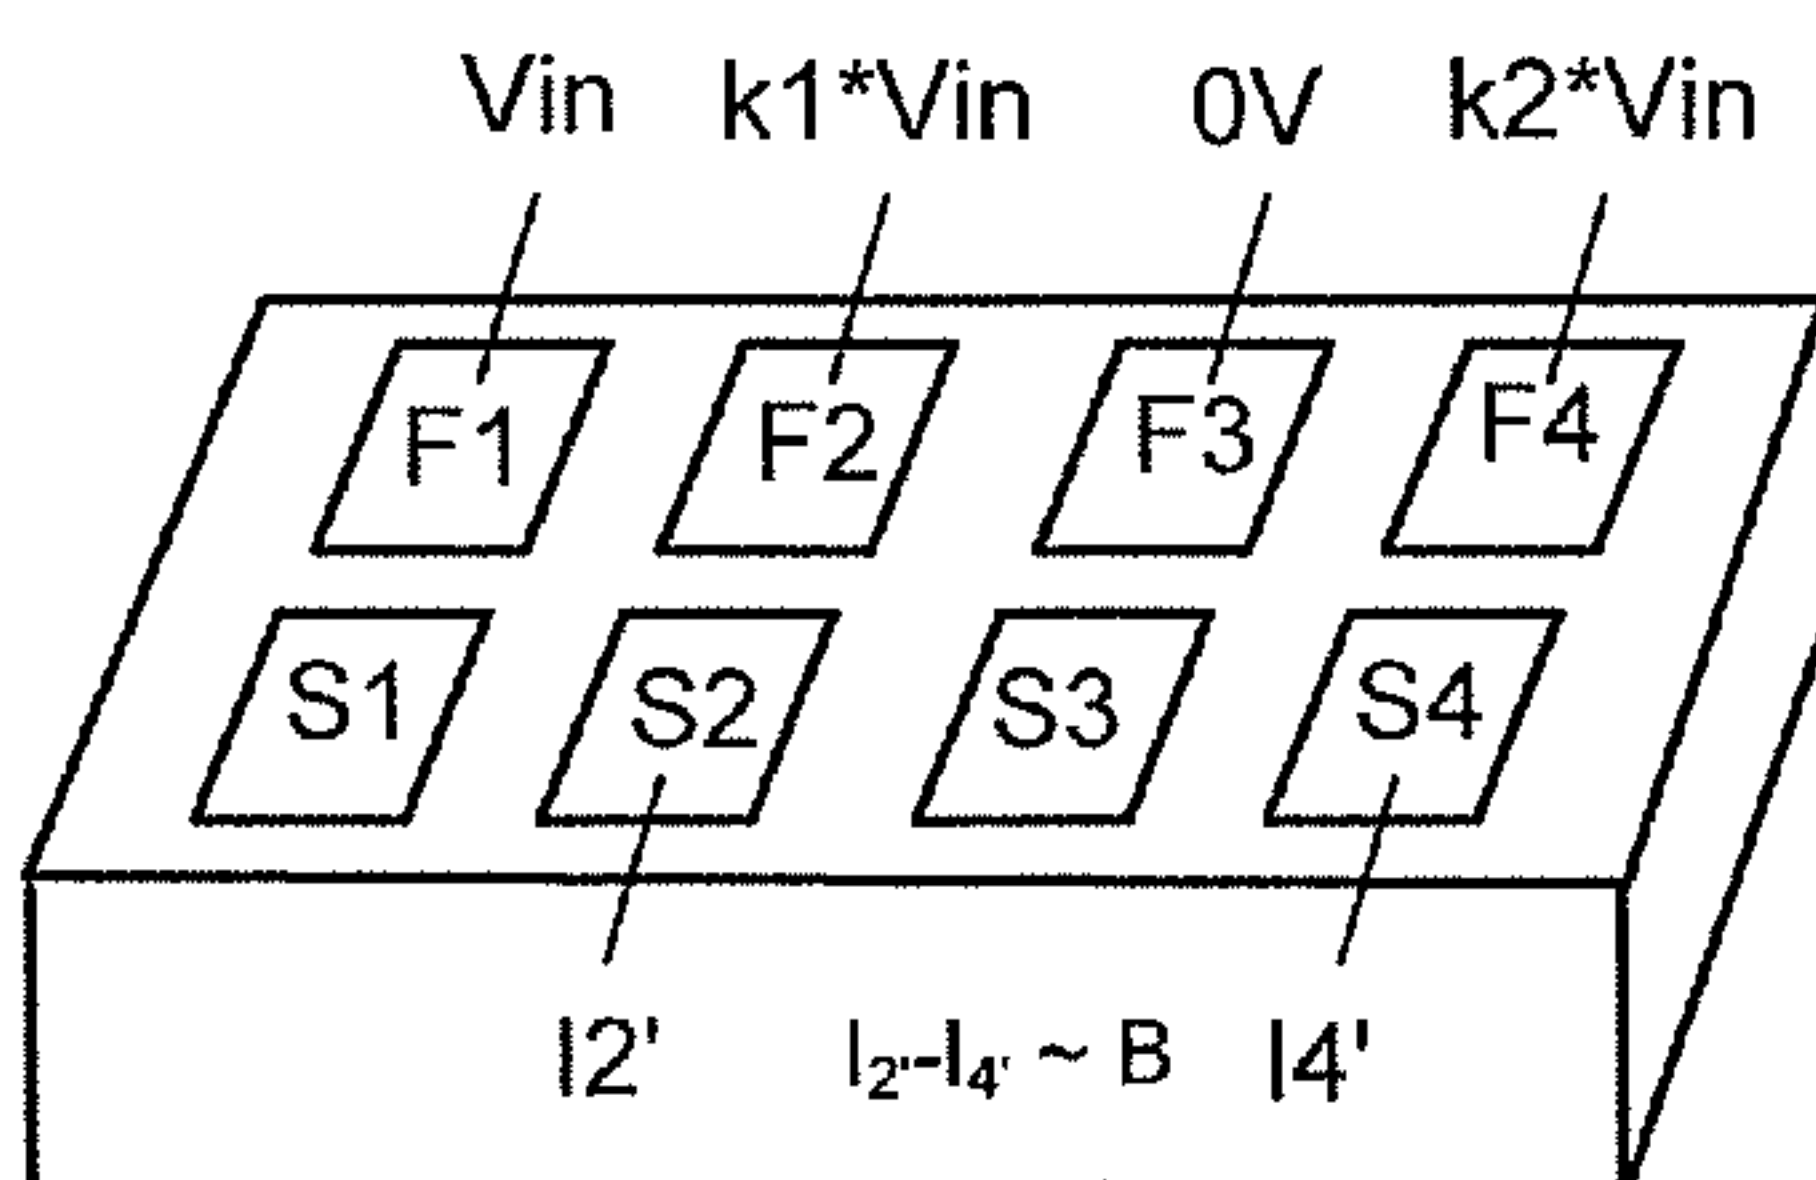 Vin k1*Vin 0V k2*Vin
F1 F2 F3 F4
S1 S2 S3 S4
I2' I2'-I4' ~ B I4'